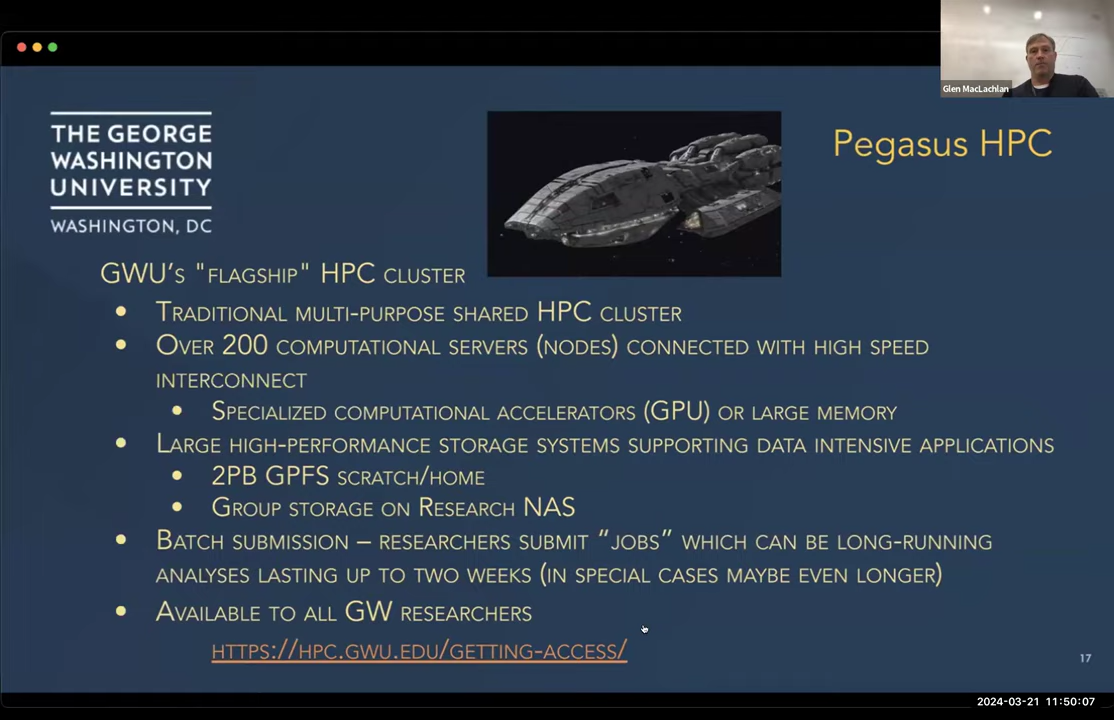 Glen MacLachlan
THE GEORGE
WASHINGTON
UNIVERSITY
WASHINGTON, DC
Pegasus HPC
GWU's "flagship" HPC cluster
• Traditional multi-purpose shared HPC cluster
• Over 200 computational servers (nodes) connected with high speed
interconnect
• Specialized computational accelerators (GPU) or large memory
• Large high-performance storage systems supporting data intensive applications
• 2PB GPFS scratch/home
• Group storage on Research NAS
• Batch submission – researchers submit “jobs” which can be long-running
analyses lasting up to two weeks (in special cases maybe even longer)
• Available to all GW researchers
https://hpc.gwu.edu/getting-access/
17
2024-03-21 11:50:07